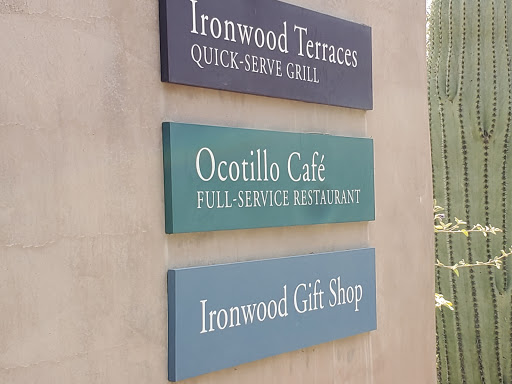 Ironwood Terraces
QUICK-SERVE GRILL
Ocotillo Café
FULL-SERVICE RESTAURANT
Ironwood Gift Shop